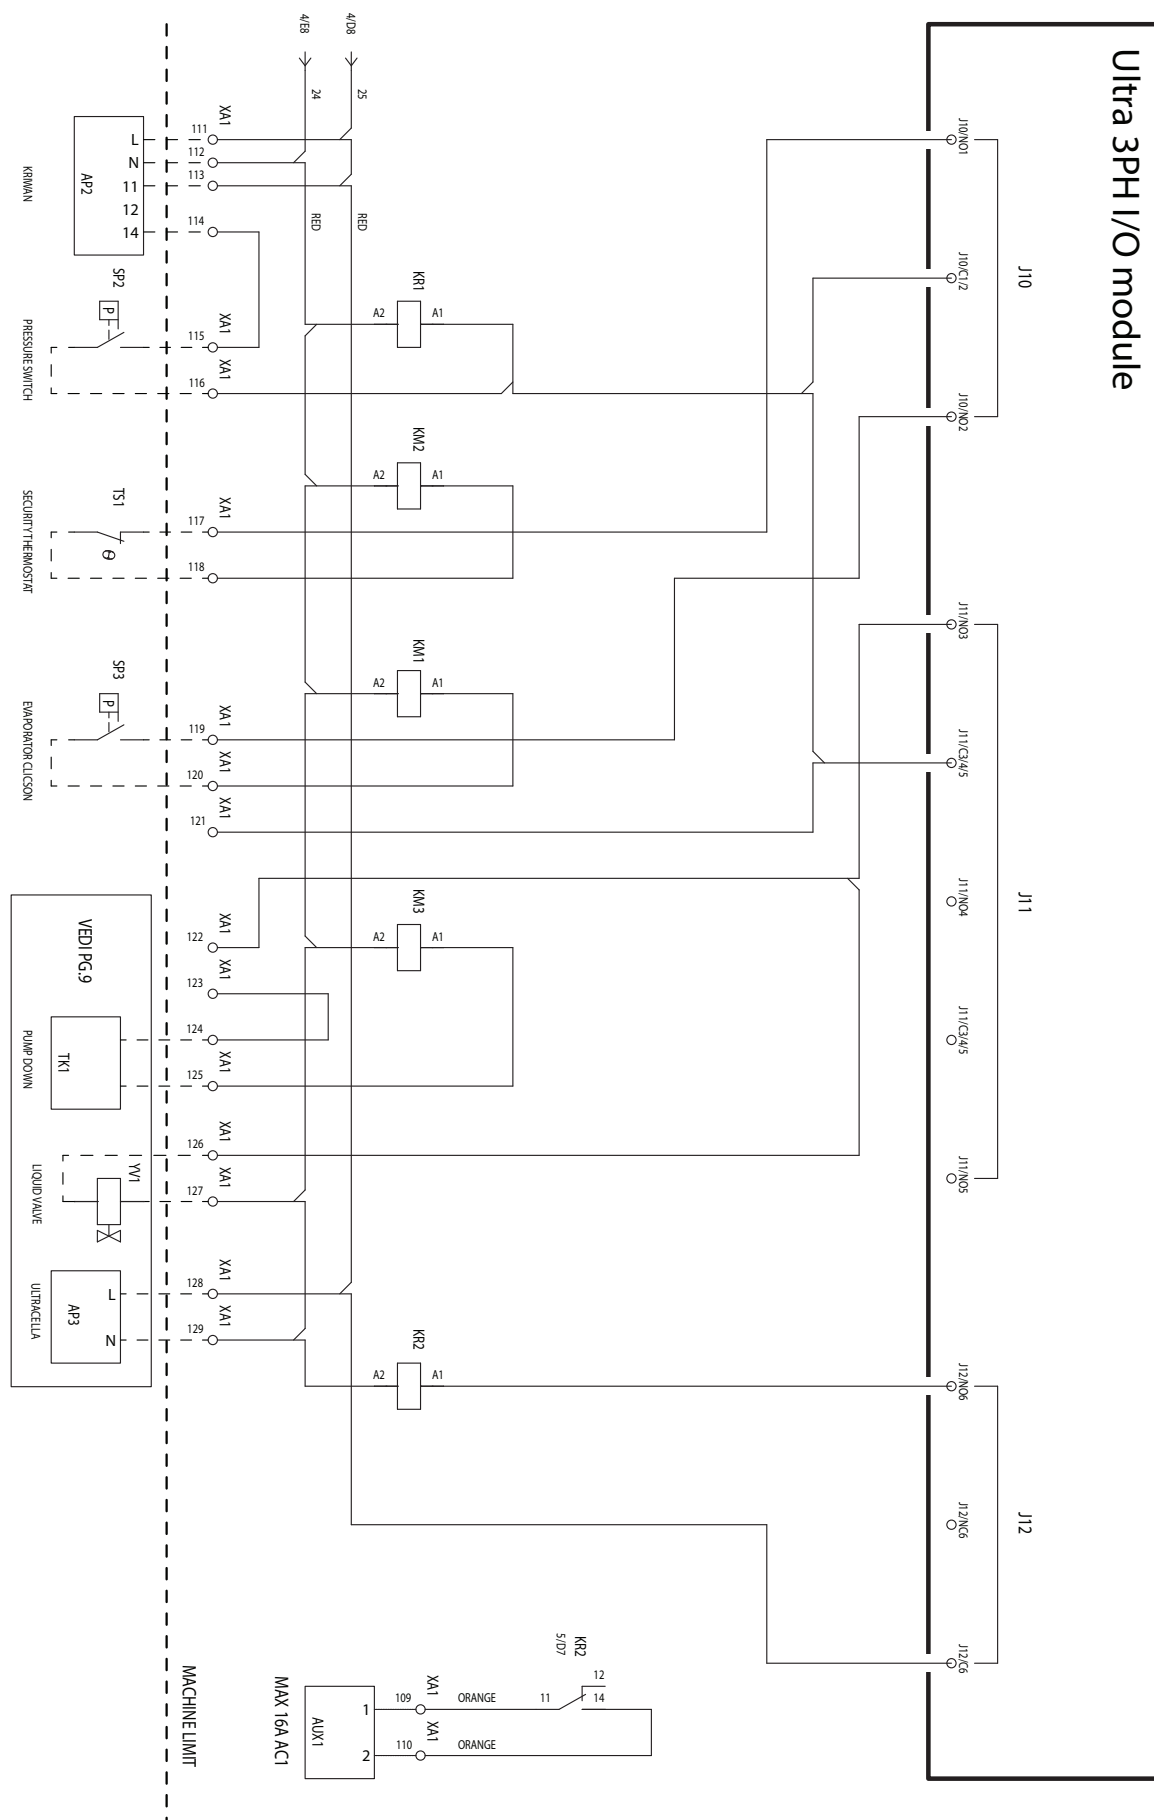 Ultra 3PH I/O module
J10
J11
J12
J10/NO1
J10/C1/2
J10/NO2
J11/NO3
J11/C3/4/5
J11/NO4
J11/C3/4/5
J11/NO5
J12/NO6
J12/NC6
J12/C6
4/E8
4/D8
24
25
RED
RED
KR1
A2
A1
KM2
A2
A1
KM1
A2
A1
KM3
A2
A1
KR2
A2
A1
XA1
111
112
113
114
XA1
115
XA1
116
XA1
117
118
XA1
119
XA1
120
XA1
121
XA1
122
XA1
123
124
XA1
125
XA1
126
XA1
127
XA1
128
XA1
129
L
N
11
12
14
AP2
KRIWAN
SP2
P
PRESSURE SWITCH
TS1
θ
SECURITY THERMOSTAT
SP3
P
EVAPORATOR CLICSON
VEDI PG.9
TK1
PUMP DOWN
YV1
LIQUID VALVE
L
N
AP3
ULTRACELLA
MACHINE LIMIT
KR2
5/D7
12
11
14
XA1
109
ORANGE
XA1
110
ORANGE
1
2
AUX1
MAX 16A AC1